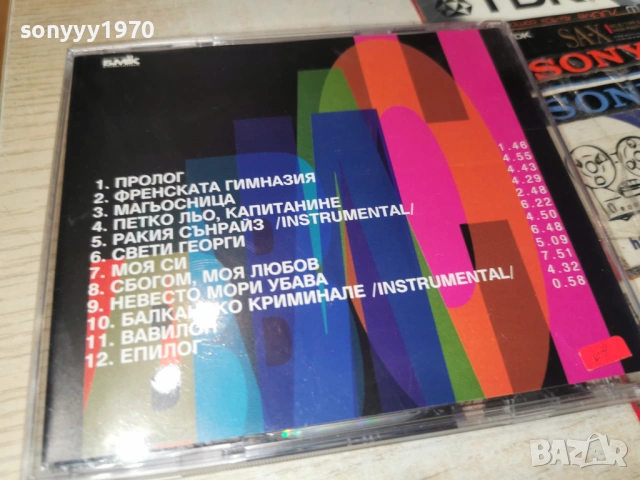 sonyyy1970
БМК
1. ПРОЛОГ 1.46
2. ФРЕНСКАТА ГИМНАЗИЯ 4.55
3. МАГЬОСНИЦА 4.43
4. ПЕТКО ЛЬО, КАПИТАНИНЕ 4.29
5. РАКИЯ СЪНРАЙЗ /INSTRUMENTAL/ 2.48
6. СВЕТИ ГЕОРГИ 6.22
7. МОЯ СИ 4.50
8. СБОГОМ, МОЯ ЛЮБОВ 6.48
9. НЕВЕСТО МОРИ УБАВА 5.09
10. БАЛКАНСКО КРИМИНАЛЕ /INSTRUMENTAL/ 7.51
11. ВАВИЛОН 4.32
12. ЕПИЛОГ 0.58
SA-X
SONY
SON
BAZAR